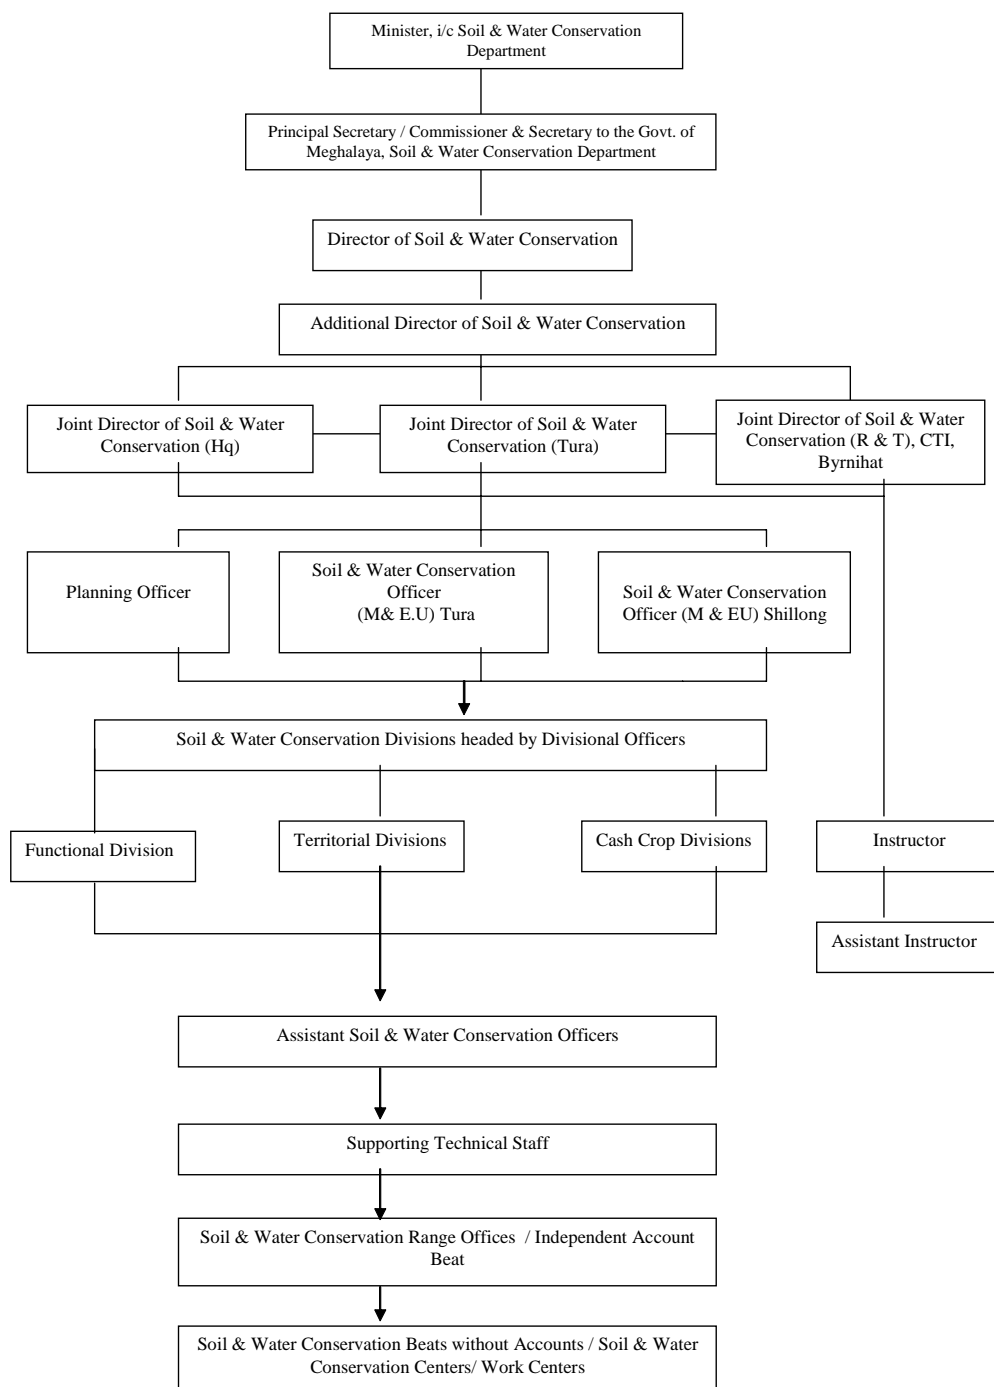 Minister, i/c Soil & Water Conservation
Department
Principal Secretary / Commissioner & Secretary to the Govt. of
Meghalaya, Soil & Water Conservation Department
Director of Soil & Water Conservation
Additional Director of Soil & Water Conservation
Joint Director of Soil & Water
Conservation (Hq)
Joint Director of Soil & Water
Conservation (Tura)
Joint Director of Soil & Water
Conservation (R & T), CTI,
Byrnihat
Planning Officer
Soil & Water Conservation
Officer
(M& E.U) Tura
Soil & Water Conservation
Officer (M & EU) Shillong
Soil & Water Conservation Divisions headed by Divisional Officers
Functional Division
Territorial Divisions
Cash Crop Divisions
Instructor
Assistant Instructor
Assistant Soil & Water Conservation Officers
Supporting Technical Staff
Soil & Water Conservation Range Offices / Independent Account
Beat
Soil & Water Conservation Beats without Accounts / Soil & Water
Conservation Centers/ Work Centers